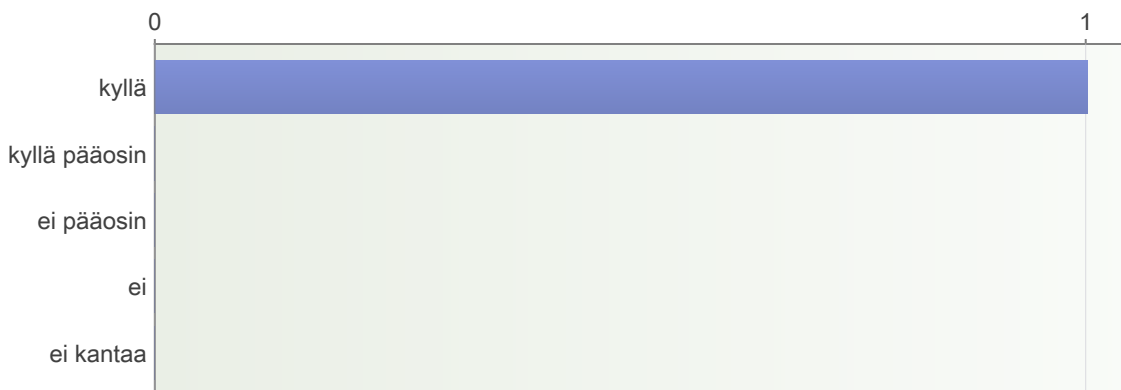 0 1
kyllä
kyllä pääosin
ei pääosin
ei
ei kantaa